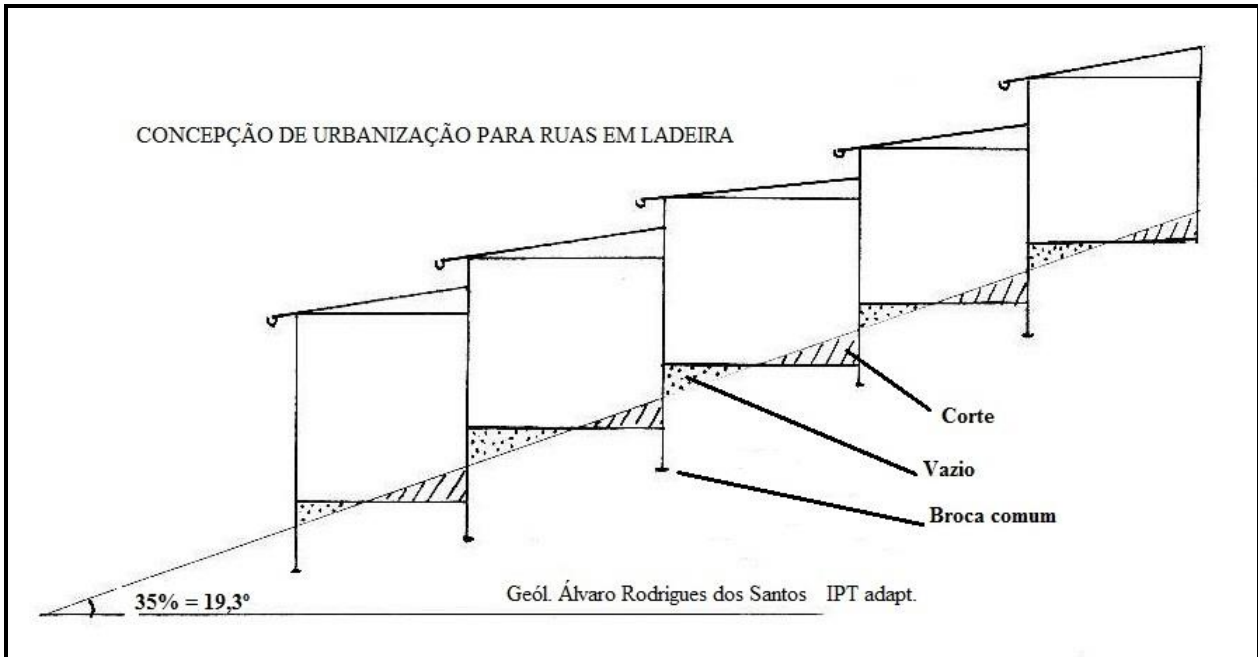 CONCEPÇÃO DE URBANIZAÇÃO PARA RUAS EM LADEIRA
Corte
Vazio
Broca comum
35% = 19,3º
Geól. Álvaro Rodrigues dos Santos IPT adapt.